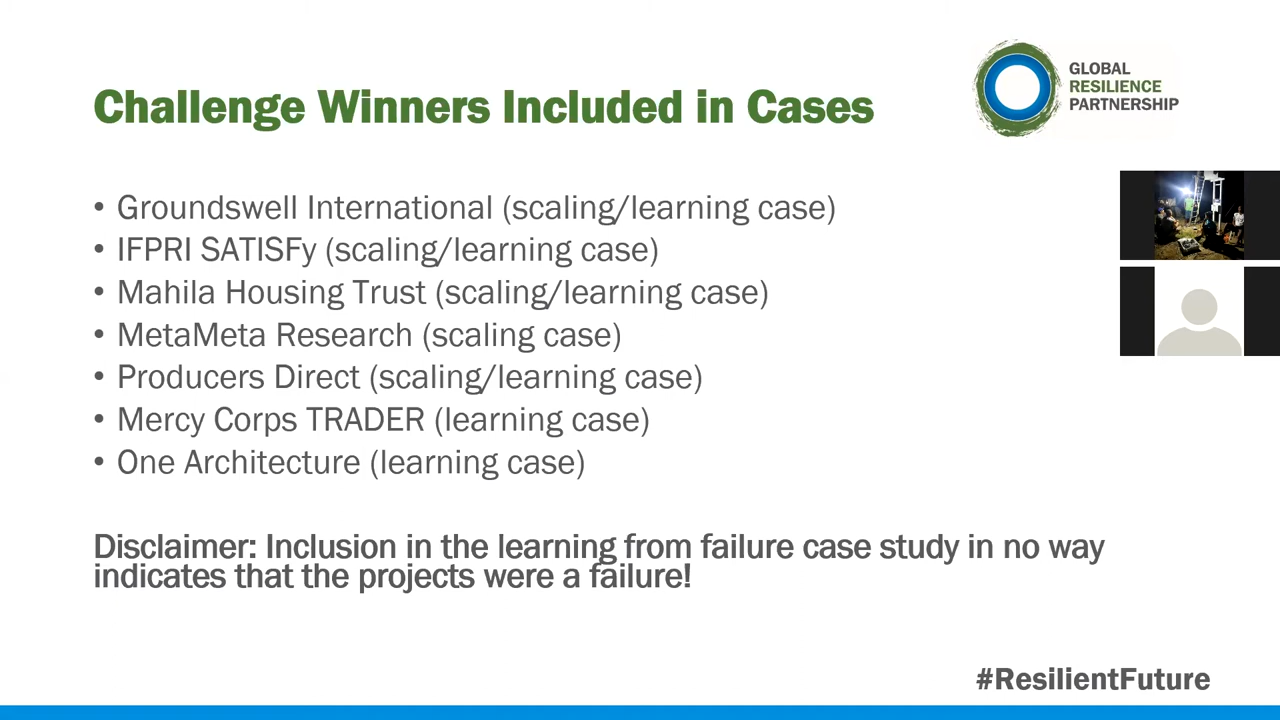 Challenge Winners Included in Cases
GLOBAL
RESILIENCE
PARTNERSHIP
• Groundswell International (scaling/learning case)
• IFPRI SATISFy (scaling/learning case)
• Mahila Housing Trust (scaling/learning case)
• MetaMeta Research (scaling case)
• Producers Direct (scaling/learning case)
• Mercy Corps TRADER (learning case)
• One Architecture (learning case)
Disclaimer: Inclusion in the learning from failure case study in no way
indicates that the projects were a failure!
#ResilientFuture